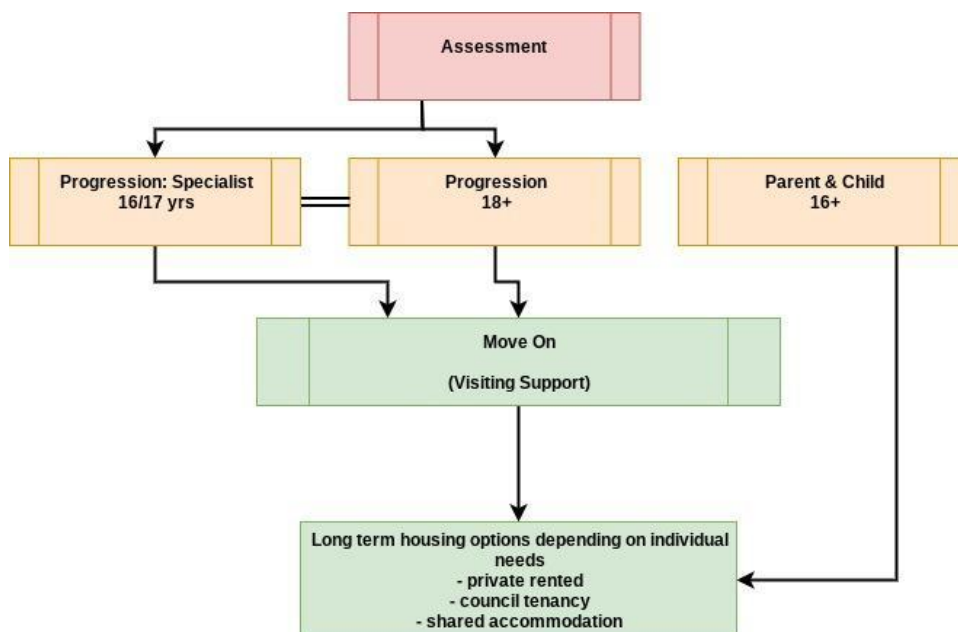 Assessment
Progression: Specialist
16/17 yrs
Progression
18+
Parent & Child
16+
Move On
(Visiting Support)
Long term housing options depending on individual
needs
- private rented
- council tenancy
- shared accommodation